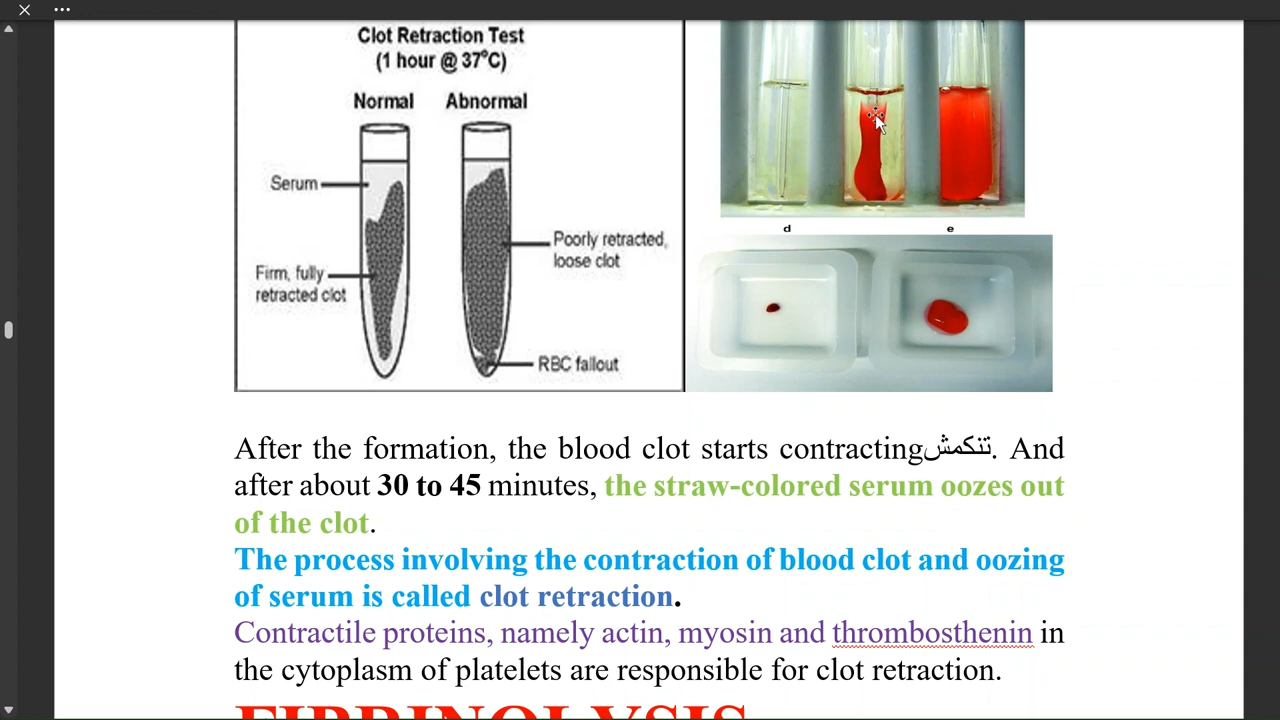 Clot Retraction Test
(1 hour @ 37°C)
Normal Abnormal
Serum
Firm, fully
retracted clot
Poorly retracted,
loose clot
RBC fallout
d e
After the formation, the blood clot starts contractingتنكمش. And
after about 30 to 45 minutes, the straw-colored serum oozes out
of the clot.
The process involving the contraction of blood clot and oozing
of serum is called clot retraction.
Contractile proteins, namely actin, myosin and thrombosthenin in
the cytoplasm of platelets are responsible for clot retraction.
FIBRINOLYSIS